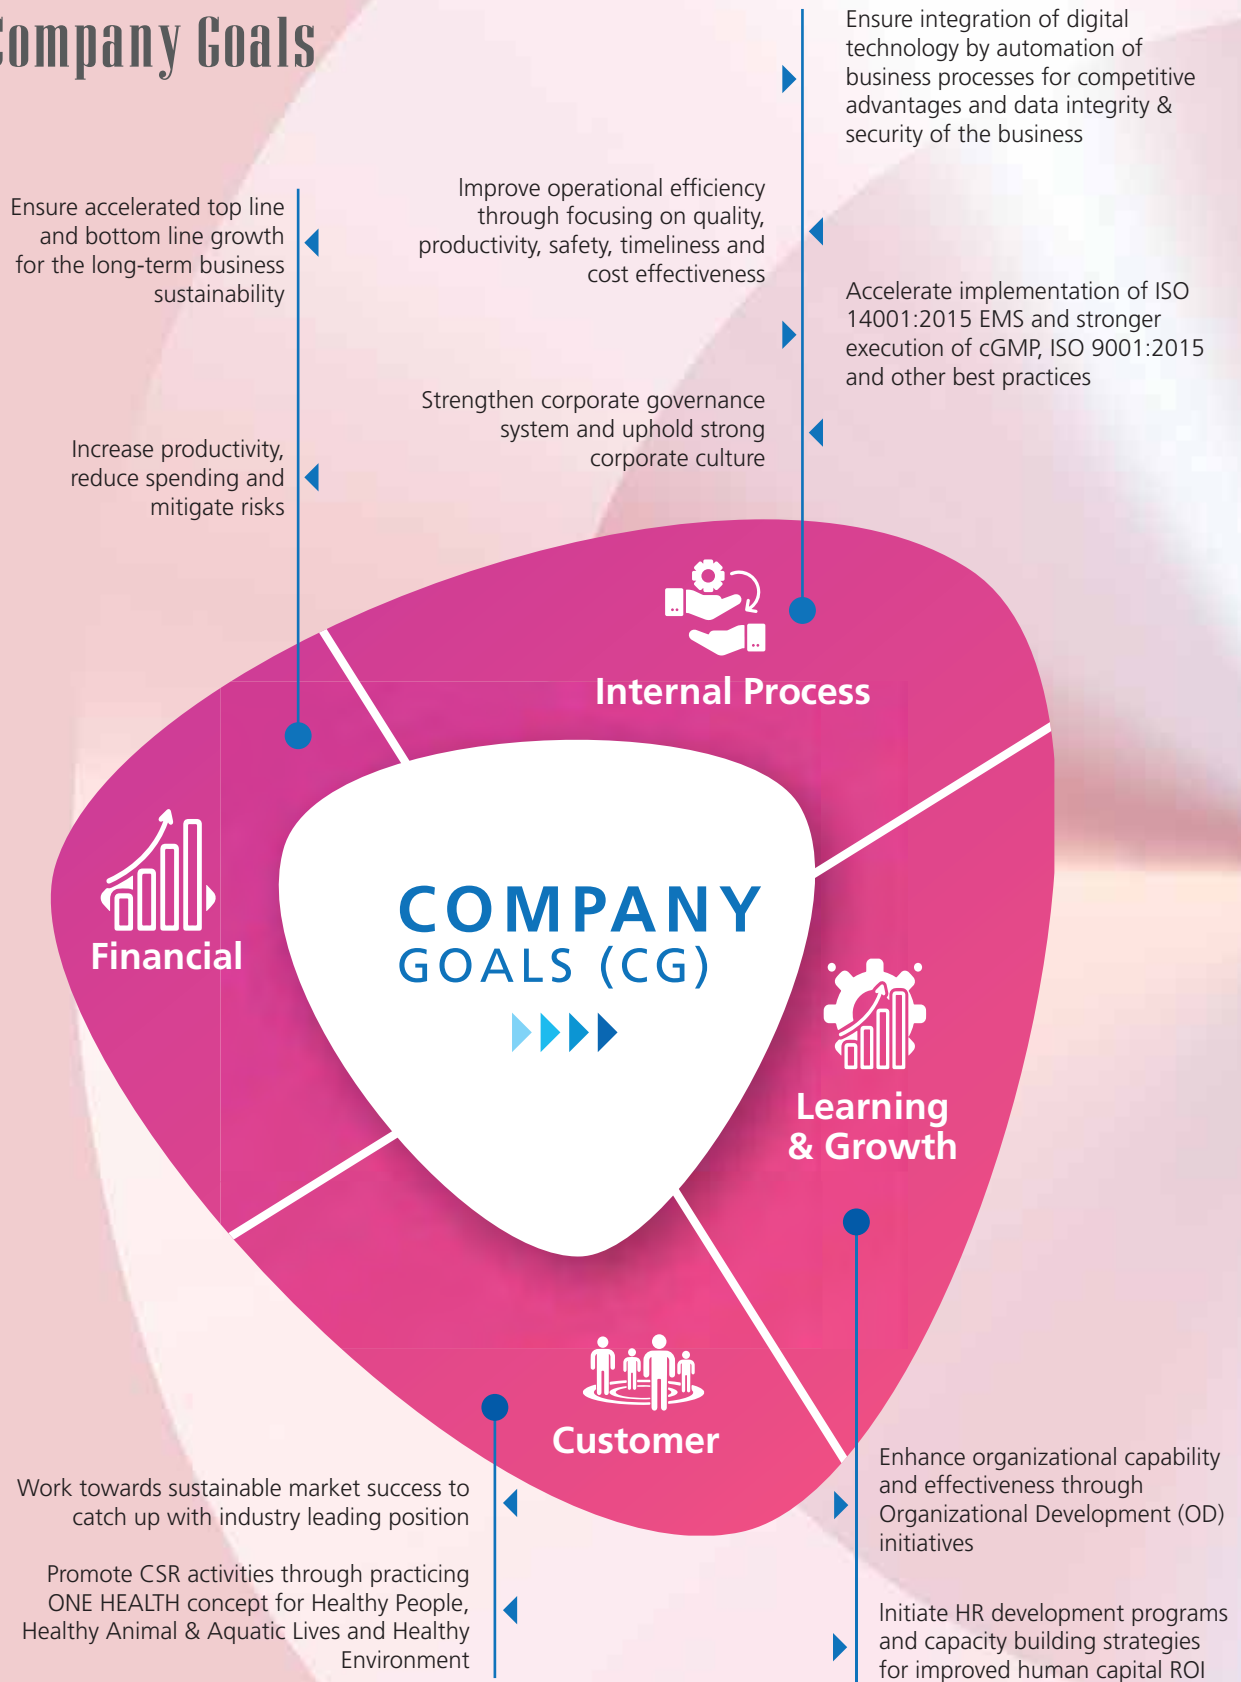 Company Goals
Ensure integration of digital
technology by automation of
business processes for competitive
advantages and data integrity &
security of the business
Improve operational efficiency
through focusing on quality,
productivity, safety, timeliness and
cost effectiveness
Accelerate implementation of ISO
14001:2015 EMS and stronger
execution of cGMP, ISO 9001:2015
and other best practices
Strengthen corporate governance
system and uphold strong
corporate culture
Ensure accelerated top line
and bottom line growth
for the long-term business
sustainability
Increase productivity,
reduce spending and
mitigate risks
Internal Process
Financial
COMPANY
GOALS (CG)
Learning
& Growth
Customer
Work towards sustainable market success to
catch up with industry leading position
Promote CSR activities through practicing
ONE HEALTH concept for Healthy People,
Healthy Animal & Aquatic Lives and Healthy
Environment
Enhance organizational capability
and effectiveness through
Organizational Development (OD)
initiatives
Initiate HR development programs
and capacity building strategies
for improved human capital ROI